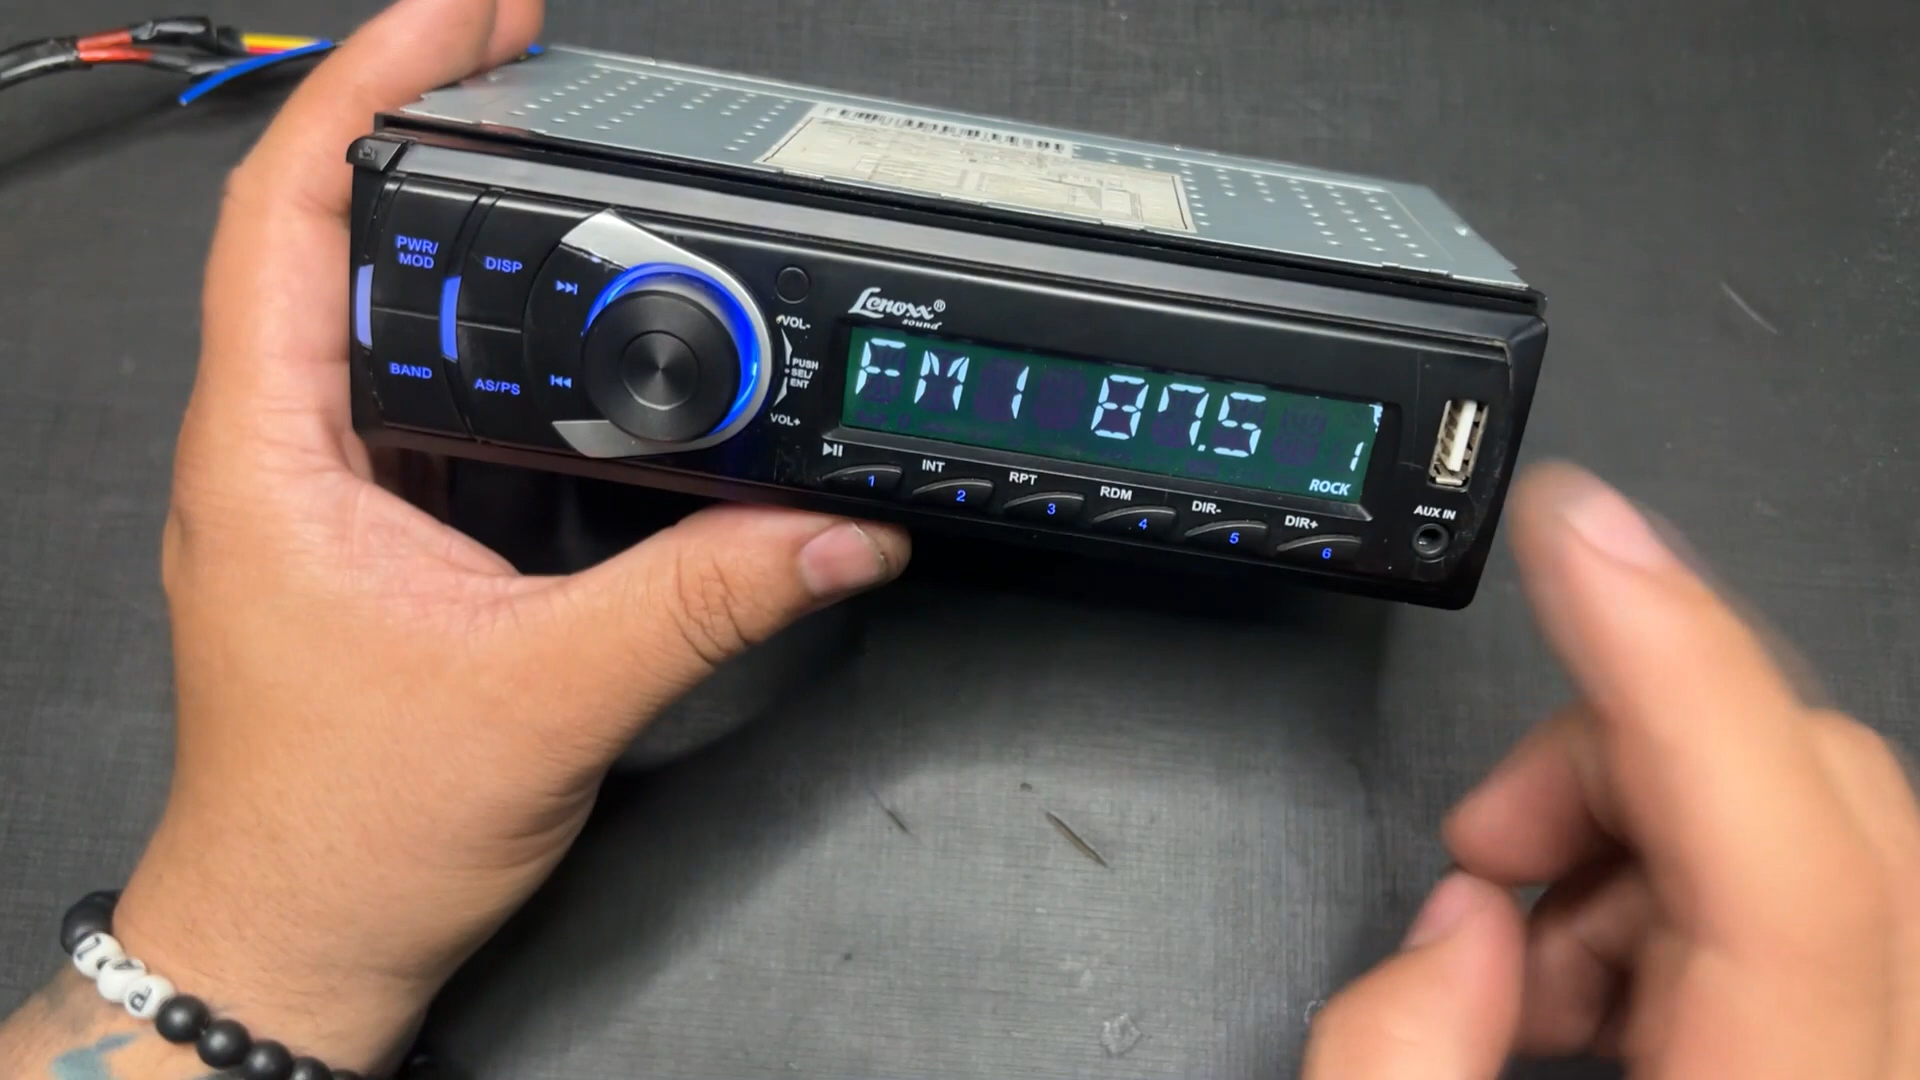 PWR/
MOD
DISP
BAND
AS/PS
VOL-
PUSH
SEL/
ENT
VOL+
Lenoxx®
sound
FM1 87.5 1
ROCK
INT
RPT
RDM
DIR-
DIR+
1
2
3
4
5
6
AUX IN